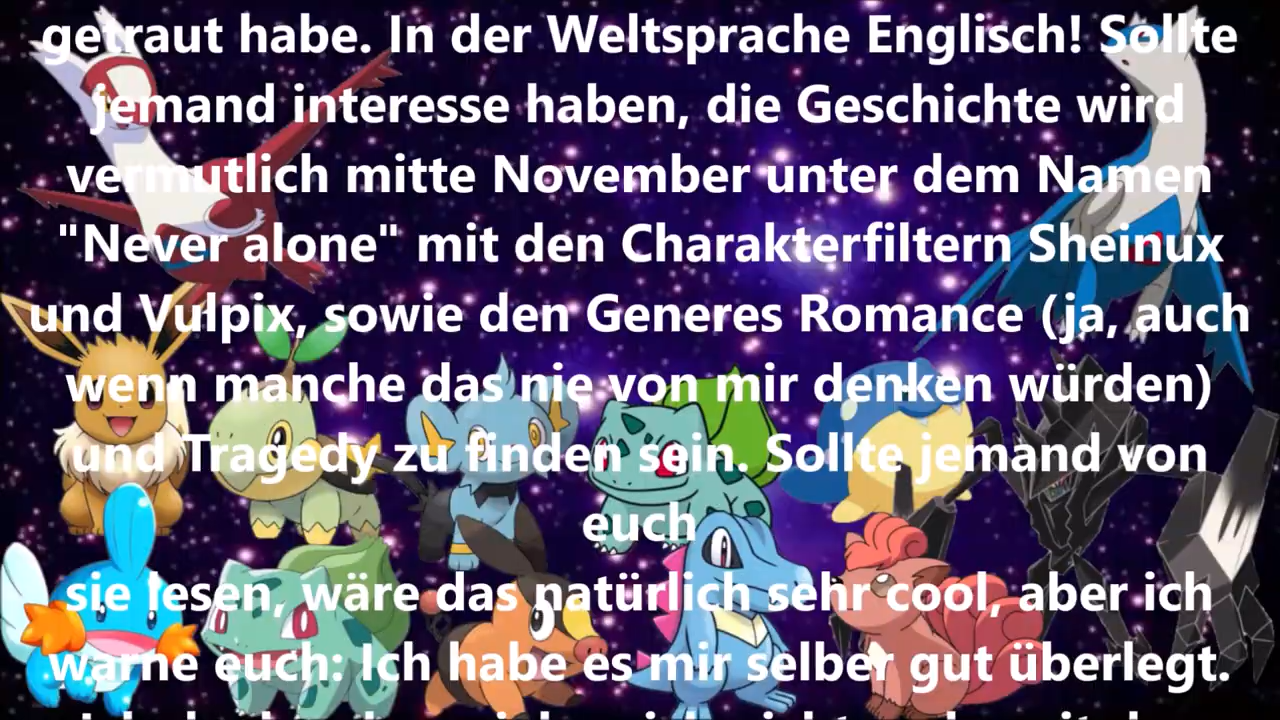 getraut habe. In der Weltsprache Englisch! Sollte
jemand interesse haben, die Geschichte wird
vermutlich mitte November unter dem Namen
"Never alone" mit den Charakterfiltern Sheinux
und Vulpix, sowie den Generes Romance (ja, auch
wenn manche das nie von mir denken würden)
und Tragedy zu finden sein. Sollte jemand von
euch
sie lesen, wäre das natürlich sehr cool, aber ich
warne euch: Ich habe es mir selber gut überlegt.